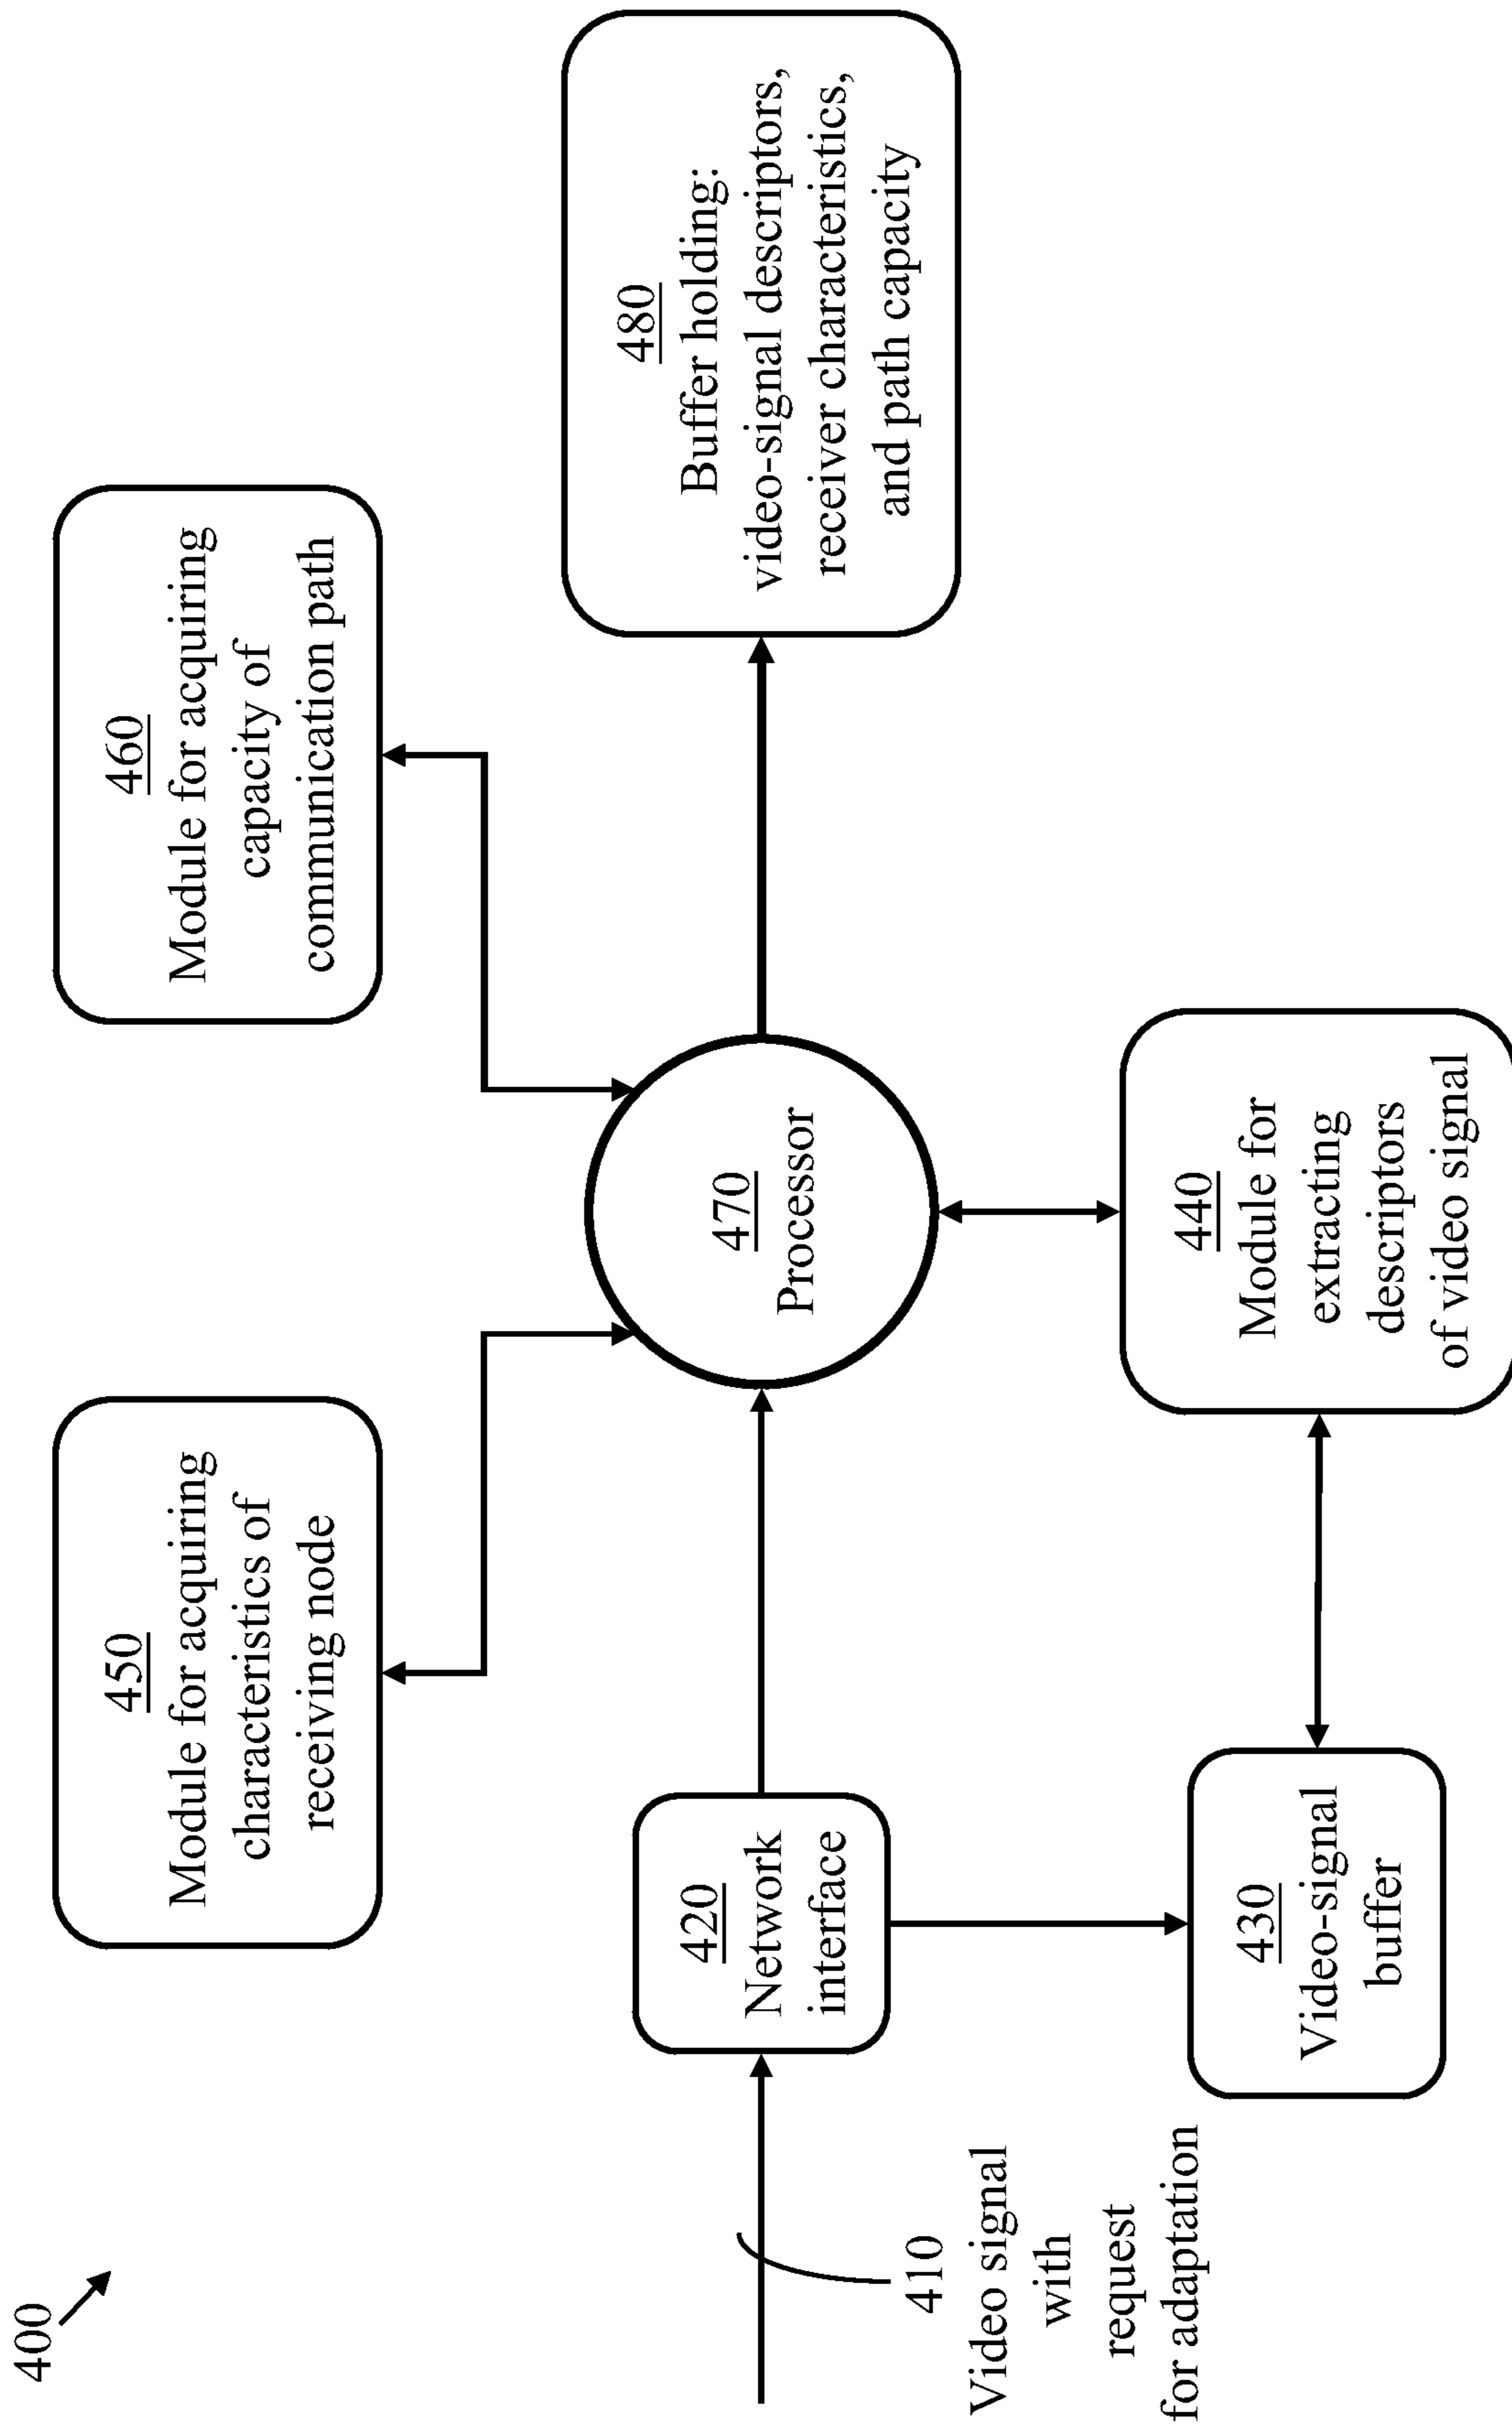 400
450
Module for acquiring
characteristics of
receiving node
460
Module for acquiring
capacity of
communication path
410
Video signal
with
request
for adaptation
420
Network
interface
470
Processor
480
Buffer holding:
video-signal descriptors,
receiver characteristics,
and path capacity
430
Video-signal
buffer
440
Module for
extracting
descriptors
of video signal